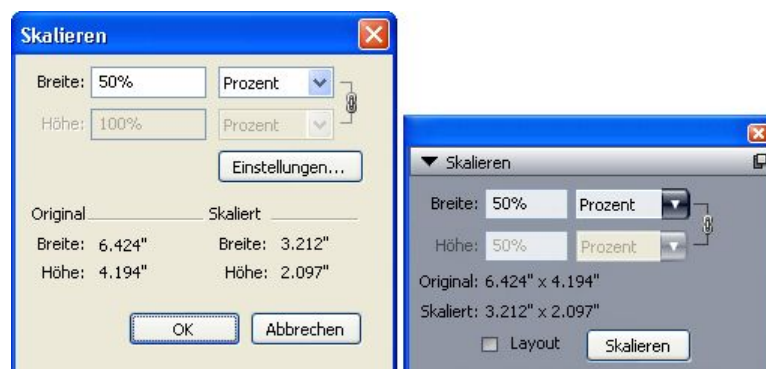 Skalieren
Breite: 50% Prozent
Höhe: 100% Prozent
Einstellungen...
Original Skaliert
Breite: 6.424" Breite: 3.212"
Höhe: 4.194" Höhe: 2.097"
OK Abbrechen
Skalieren
Breite: 50% Prozent
Höhe: 50% Prozent
Original: 6.424" x 4.194"
Skaliert: 3.212" x 2.097"
Layout Skalieren